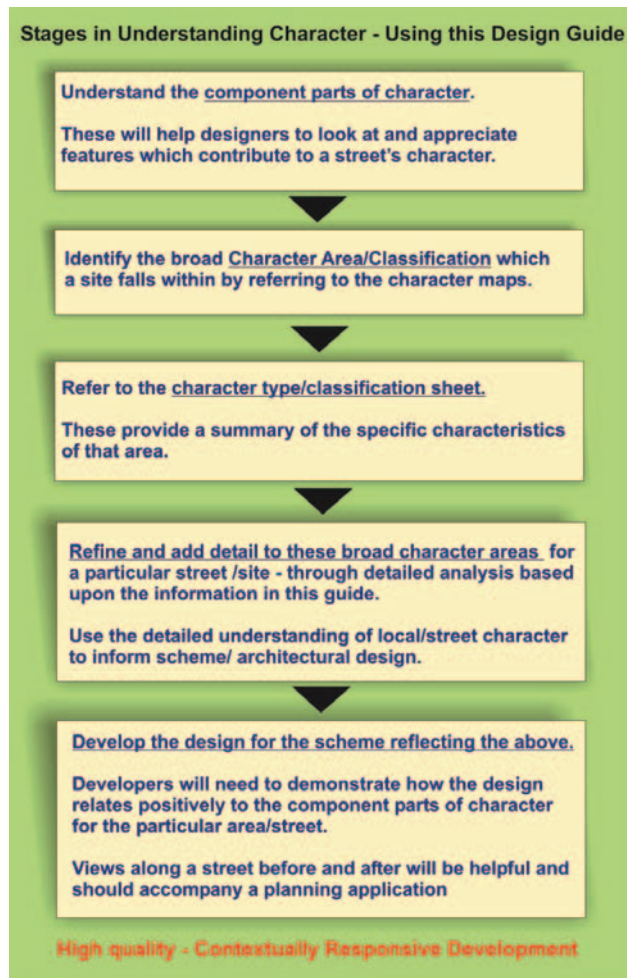 Stages in Understanding Character - Using this Design Guide
Understand the component parts of character.
These will help designers to look at and appreciate
features which contribute to a street's character.
Identify the broad Character Area/Classification which
a site falls within by referring to the character maps.
Refer to the character type/classification sheet.
These provide a summary of the specific characteristics
of that area.
Refine and add detail to these broad character areas for
a particular street /site - through detailed analysis based
upon the information in this guide.
Use the detailed understanding of local/street character
to inform scheme/ architectural design.
Develop the design for the scheme reflecting the above.
Developers will need to demonstrate how the design
relates positively to the component parts of character
for the particular area/street.
Views along a street before and after will be helpful and
should accompany a planning application
High quality - Contextually Responsive Development